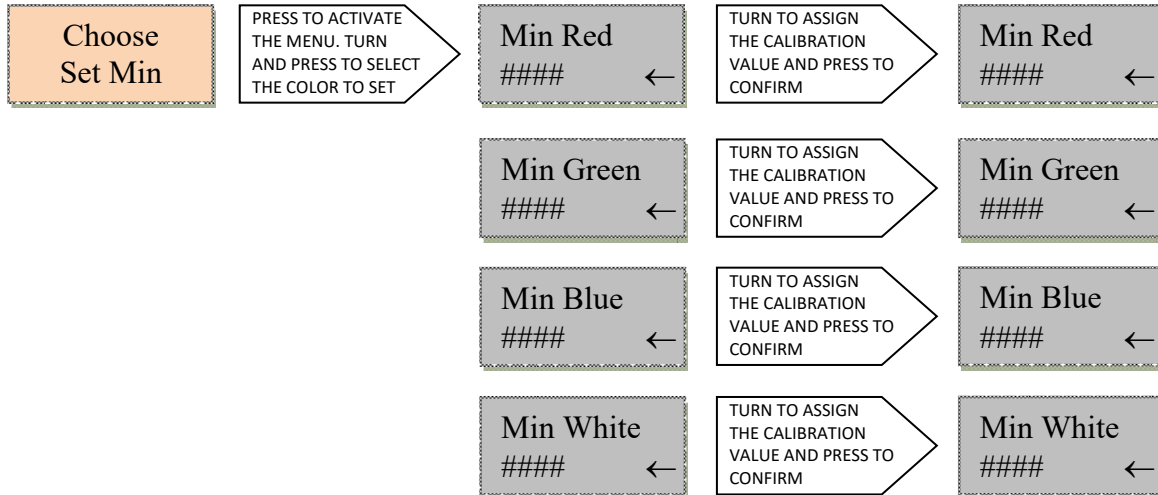 Choose
Set Min
PRESS TO ACTIVATE
THE MENU. TURN
AND PRESS TO SELECT
THE COLOR TO SET
Min Red
#### ←
TURN TO ASSIGN
THE CALIBRATION
VALUE AND PRESS TO
CONFIRM
Min Red
#### ←
Min Green
#### ←
TURN TO ASSIGN
THE CALIBRATION
VALUE AND PRESS TO
CONFIRM
Min Green
#### ←
Min Blue
#### ←
TURN TO ASSIGN
THE CALIBRATION
VALUE AND PRESS TO
CONFIRM
Min Blue
#### ←
Min White
#### ←
TURN TO ASSIGN
THE CALIBRATION
VALUE AND PRESS TO
CONFIRM
Min White
#### ←